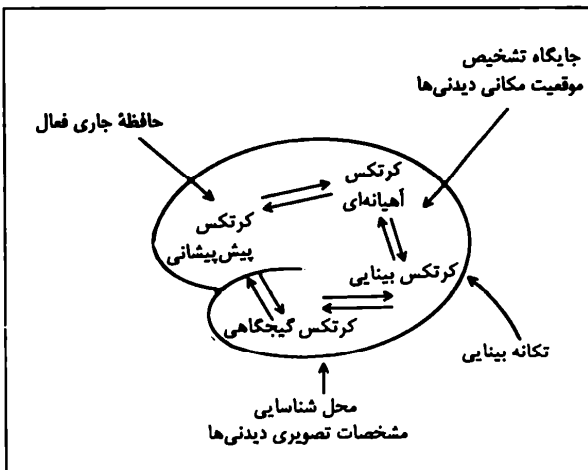 جایگاه تشخیص
موقعیت مکانی دیدنی‌ها
حافظهٔ جاری فعال
کرتکس
آهیانه‌ای
کرتکس
پیش‌پیشانی
کرتکس بینایی
کرتکس گیجگاهی
تکانه بینایی
محل شناسایی
مشخصات تصویری دیدنی‌ها